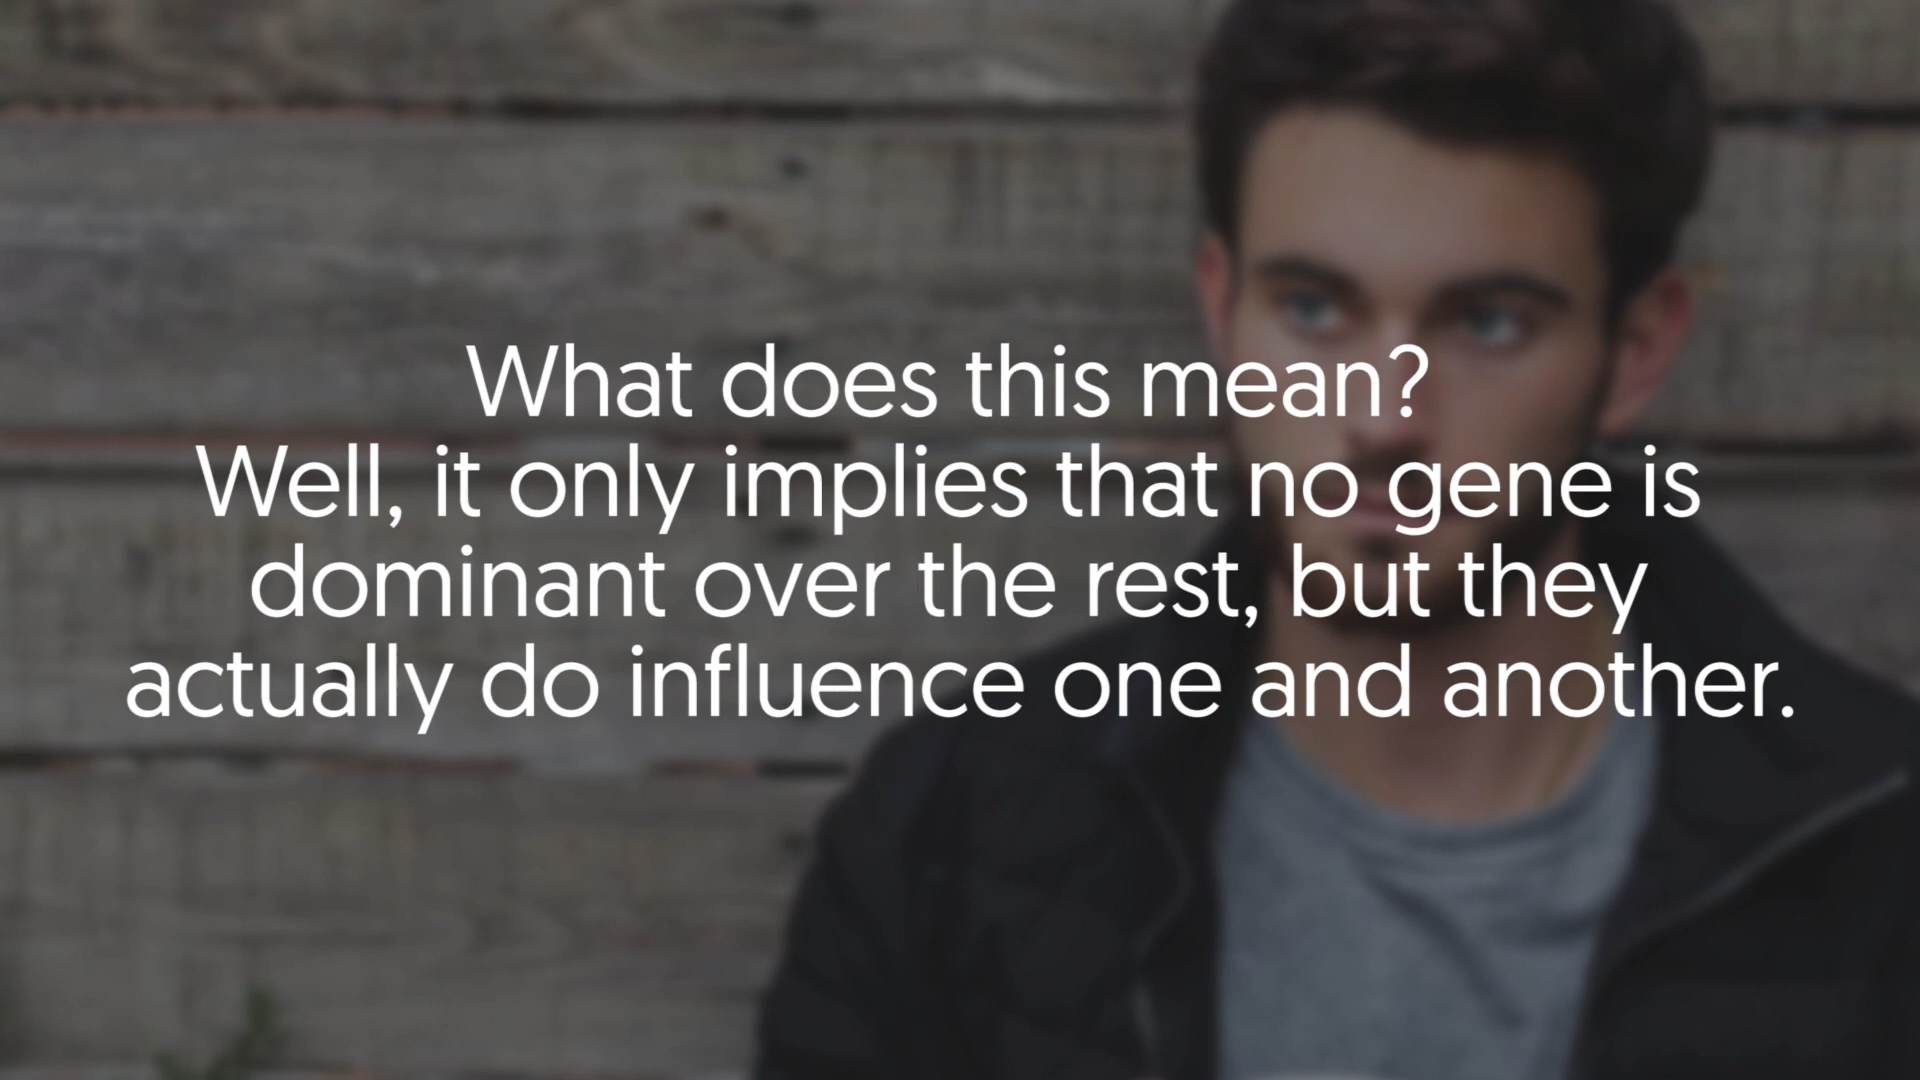 What does this mean?
Well, it only implies that no gene is
dominant over the rest, but they
actually do influence one and another.